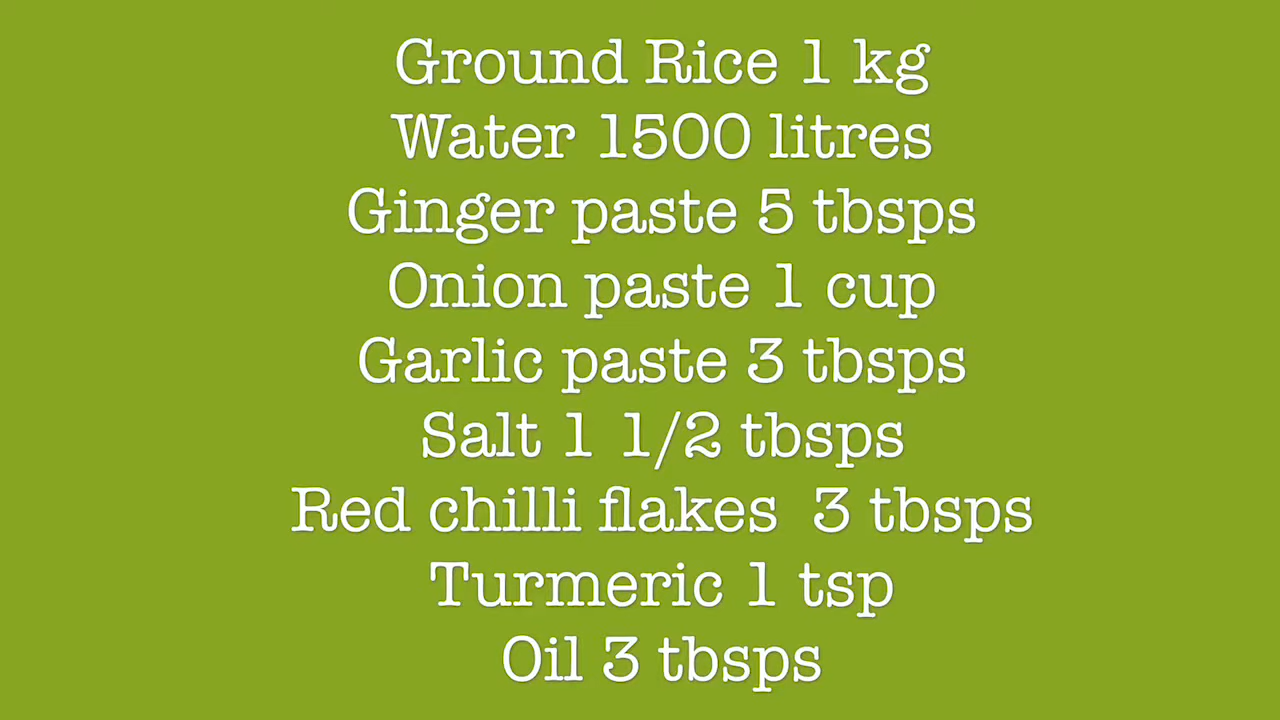 Ground Rice 1 kg
Water 1500 litres
Ginger paste 5 tbsps
Onion paste 1 cup
Garlic paste 3 tbsps
Salt 1 1/2 tbsps
Red chilli flakes  3 tbsps
Turmeric 1 tsp
Oil 3 tbsps